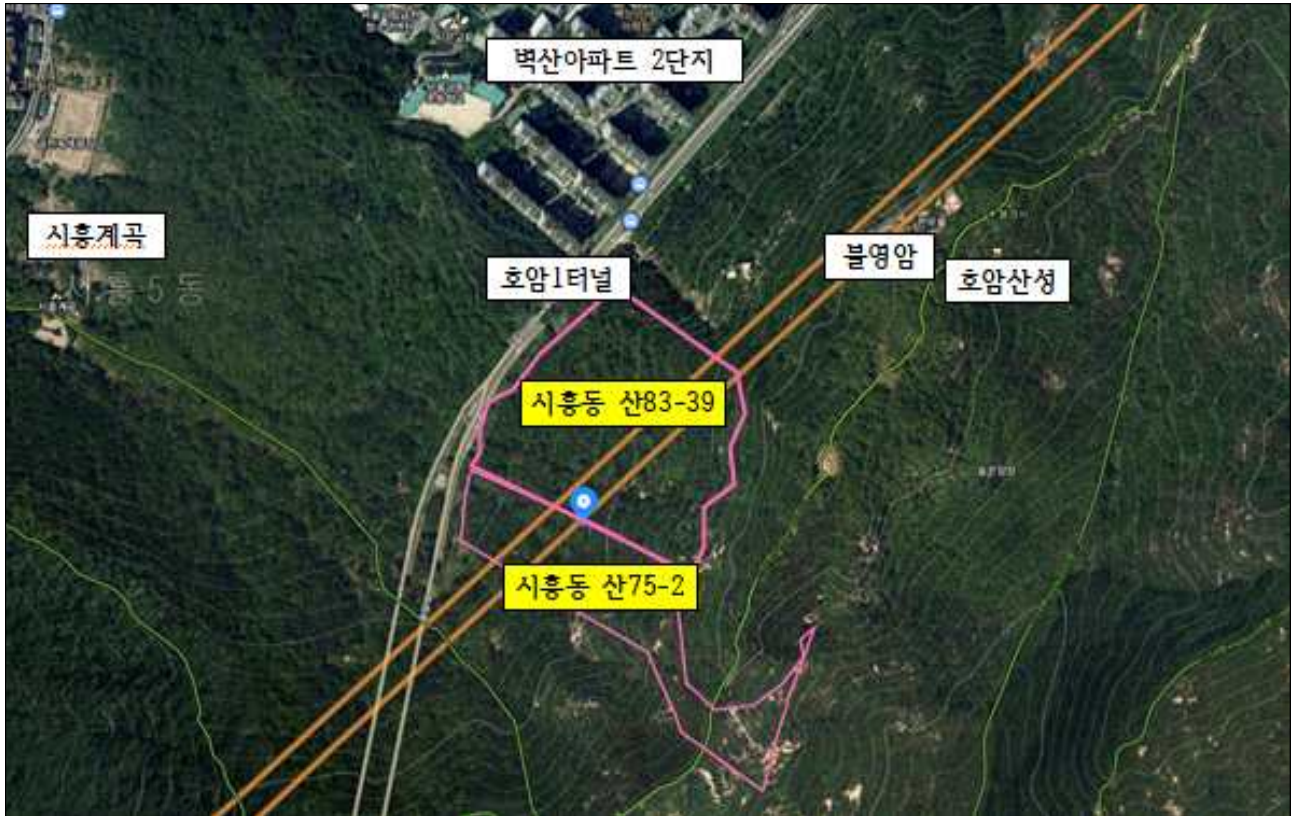 벽산아파트 2단지
시흥계곡
시흥5동
불영암
호암산성
호암1터널
시흥동 산83-39
시흥동 산75-2